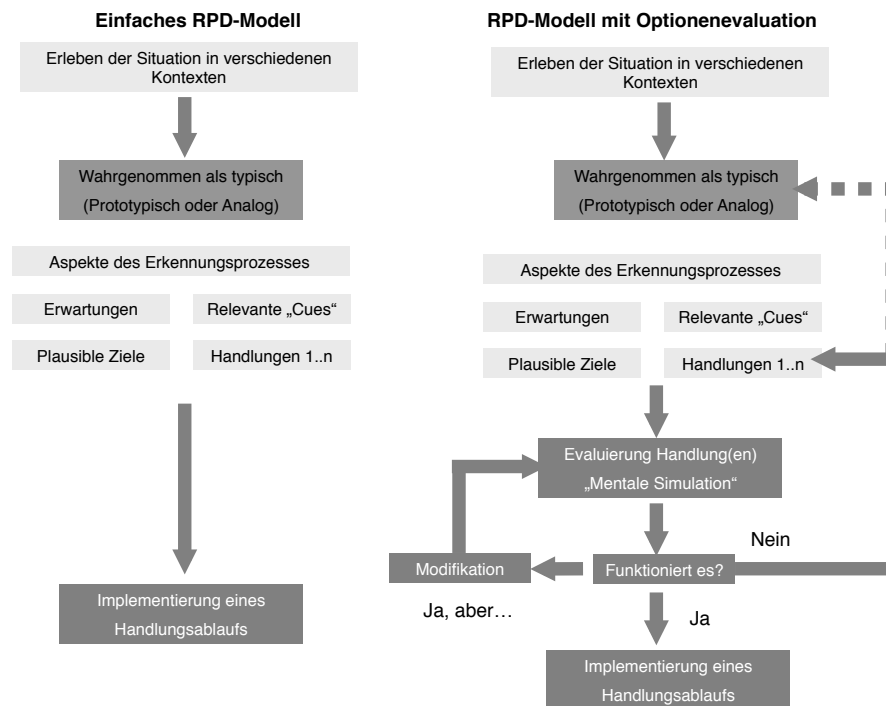 Einfaches RPD-Modell
Erleben der Situation in verschiedenen
Kontexten
Wahrgenommen als typisch
(Prototypisch oder Analog)
Aspekte des Erkennungsprozesses
Erwartungen
Relevante „Cues“
Plausible Ziele
Handlungen 1..n
Implementierung eines
Handlungsablaufs
RPD-Modell mit Optionenevaluation
Erleben der Situation in verschiedenen
Kontexten
Wahrgenommen als typisch
(Prototypisch oder Analog)
Aspekte des Erkennungsprozesses
Erwartungen
Relevante „Cues“
Plausible Ziele
Handlungen 1..n
Evaluierung Handlung(en)
„Mentale Simulation“
Nein
Modifikation
Funktioniert es?
Ja, aber…
Ja
Implementierung eines
Handlungsablaufs